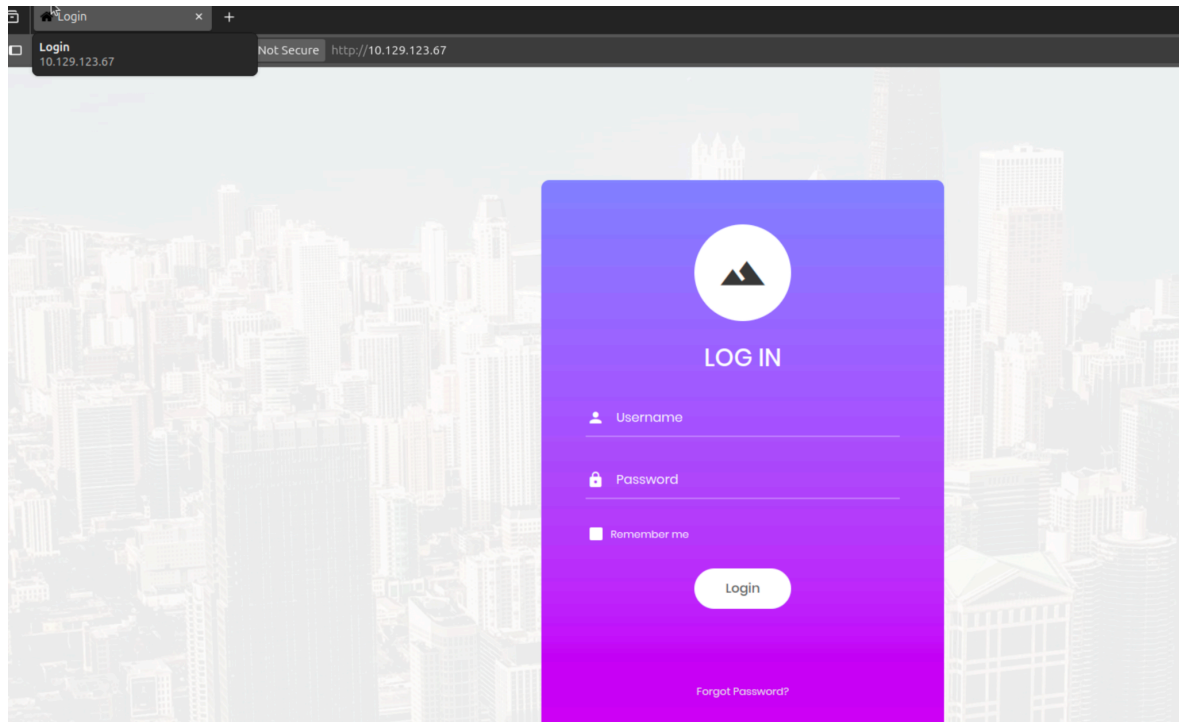 Login × +
Login
10.129.123.67
Not Secure http://10.129.123.67
LOG IN
Username
Password
Remember me
Login
Forgot Password?